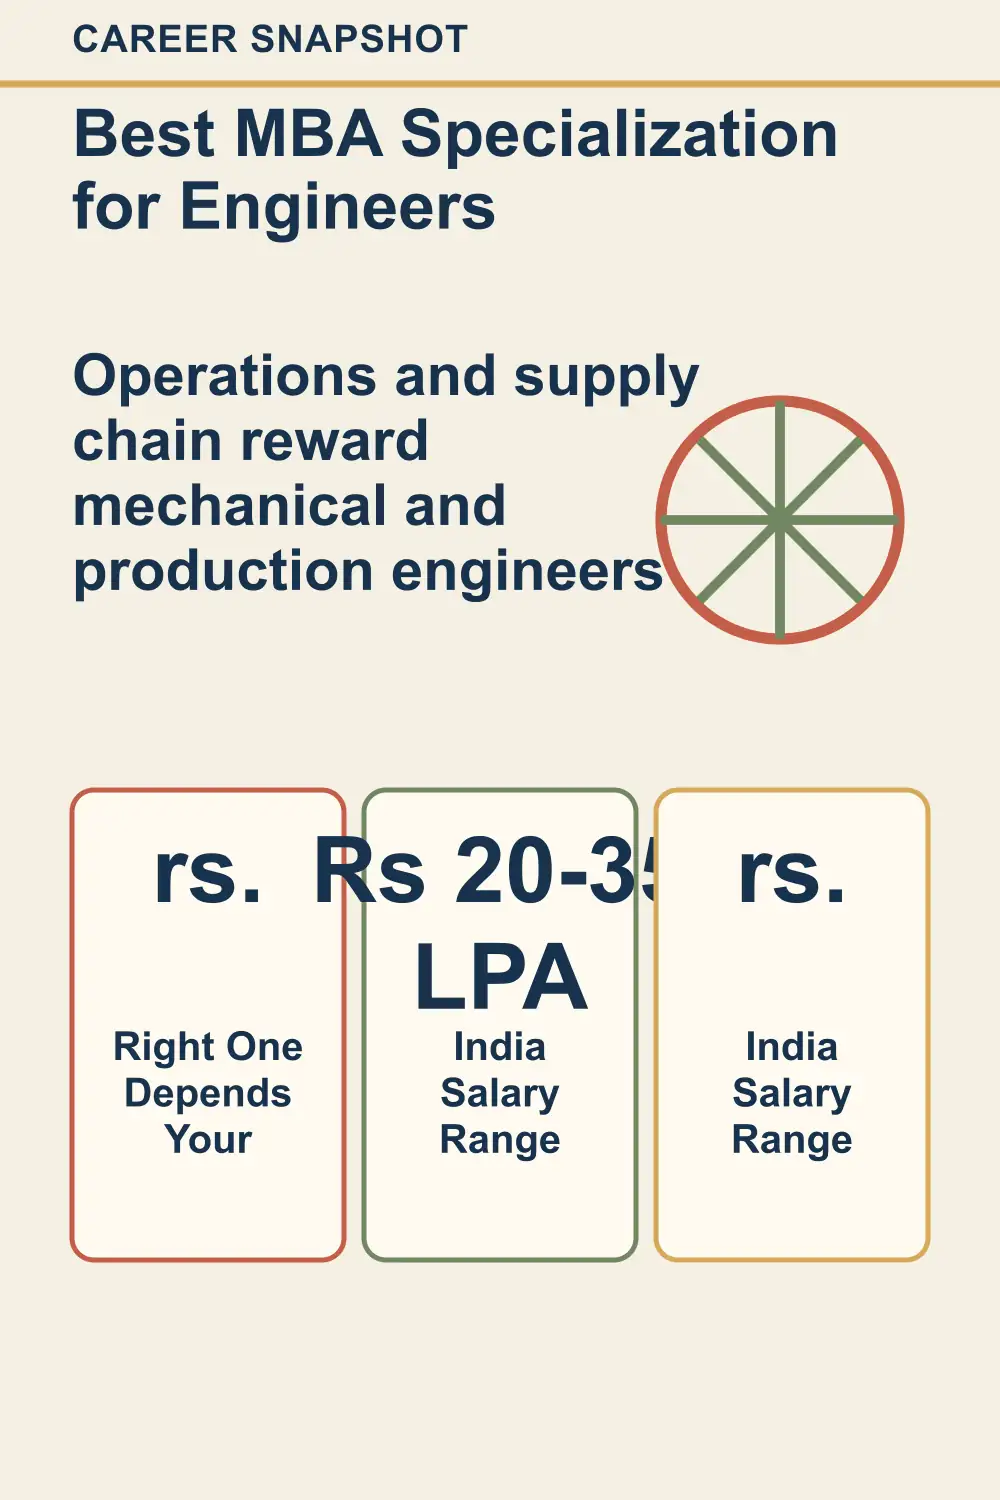 CAREER SNAPSHOT
Best MBA Specialization
for Engineers
Operations and supply
chain reward
mechanical and
production engineers
rs.
Right One
Depends
Your
Rs 20-35
LPA
India
Salary
Range
rs.
India
Salary
Range